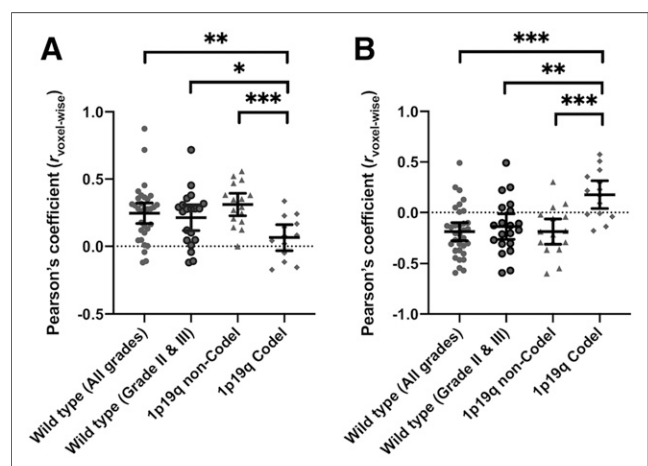 A
**
*
***
Pearson's coefficient (rvoxel-wise)
1.0
0.5
0.0
-0.5
Wild type (All grades)
Wild type (Grade II & III)
1p19q non-Codel
1p19q Codel
B
***
**
***
Pearson's coefficient (rvoxel-wise)
1.0
0.5
0.0
-0.5
-1.0
Wild type (All grades)
Wild type (Grade II & III)
1p19q non-Codel
1p19q Codel